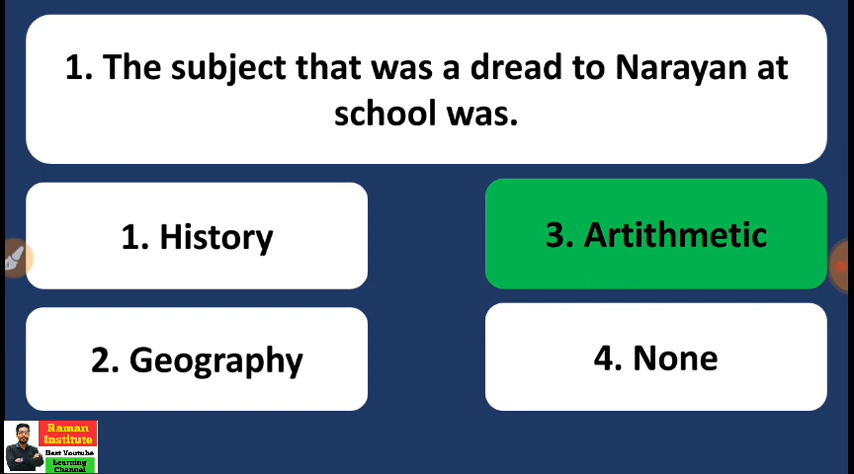 1. The subject that was a dread to Narayan at
school was.
1. History
3. Artithmetic
2. Geography
4. None
Raman
Institute
Best Youtube
Learning
Channel